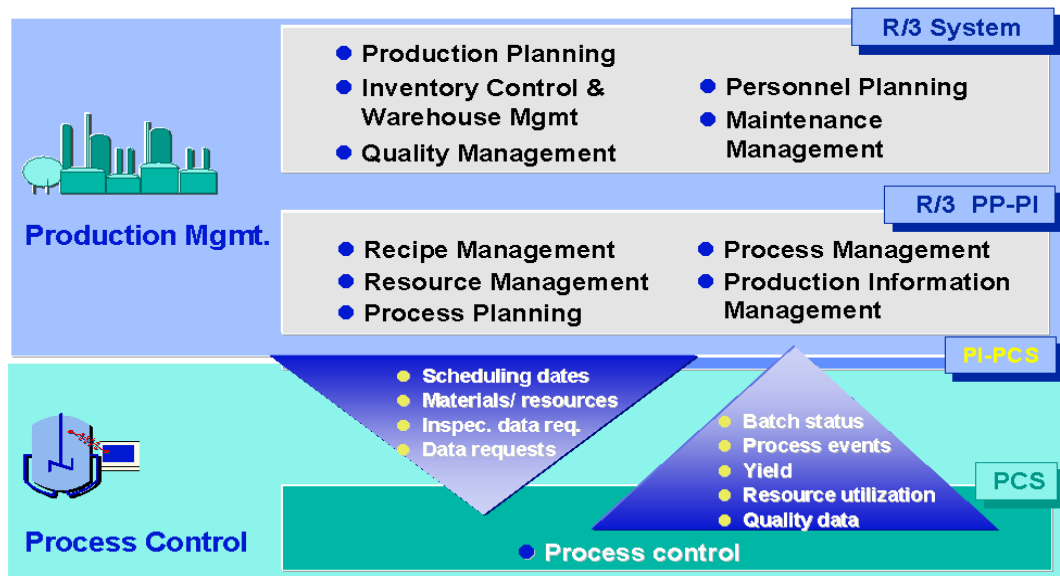 R/3 System
Production Planning
Inventory Control &
Warehouse Mgmt
Quality Management
Personnel Planning
Maintenance
Management
R/3 PP-PI
Production Mgmt.
Recipe Management
Resource Management
Process Planning
Process Management
Production Information
Management
PI-PCS
Scheduling dates
Materials/ resources
Inspec. data req.
Data requests
Batch status
Process events
Yield
Resource utilization
Quality data
PCS
Process Control
Process control